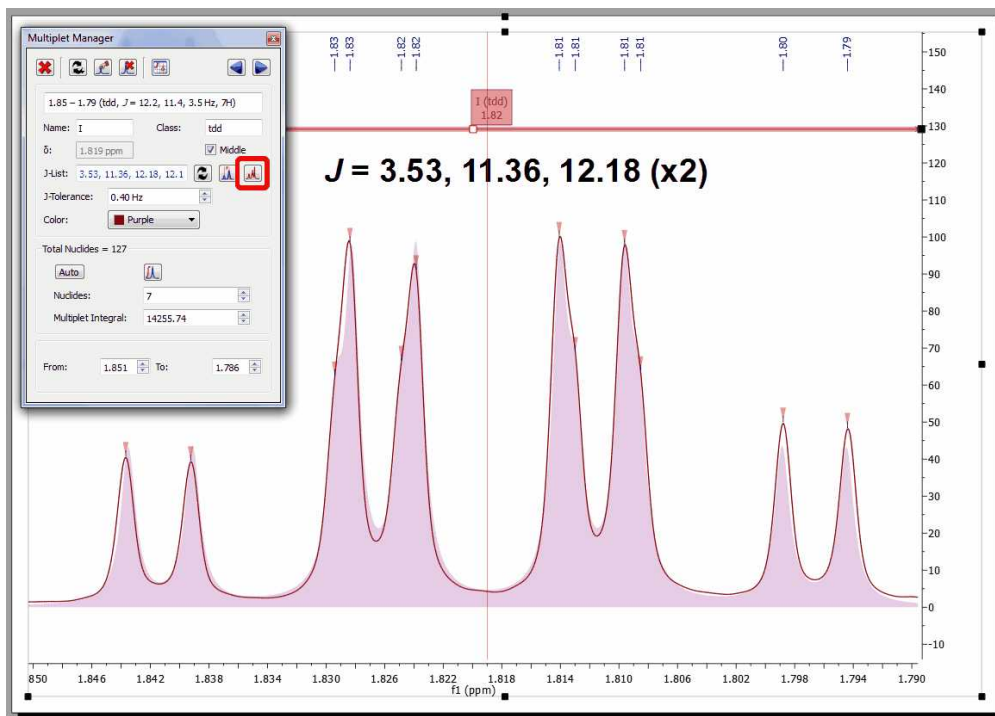 Multiplet Manager
1.85 – 1.79 (tdd, J = 12.2, 11.4, 3.5 Hz, 7H)
Name: I Class: tdd
δ: 1.819 ppm Middle
J-List: 3.53, 11.36, 12.18, 12.1
J-Tolerance: 0.40 Hz
Color: Purple
Total Nuclides = 127
Auto
Nuclides: 7
Multiplet Integral: 14255.74
From: 1.851 To: 1.786
1.83 1.83 1.82 1.82 1.81 1.81 1.81 1.81 1.80 1.79
I (tdd)
1.82
J = 3.53, 11.36, 12.18 (x2)
150
140
130
120
110
100
90
80
70
60
50
40
30
20
10
0
-10
850 1.846 1.842 1.838 1.834 1.830 1.826 1.822 1.818 1.814 1.810 1.806 1.802 1.798 1.794 1.790
f1 (ppm)